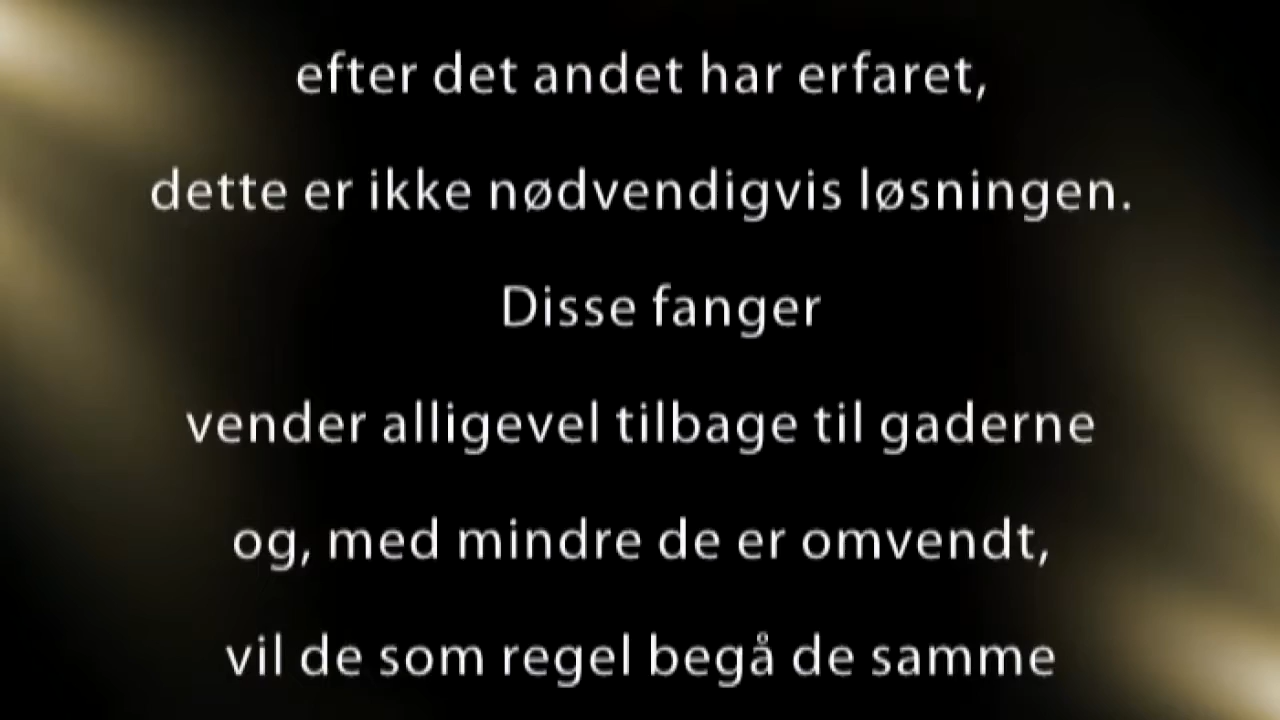 efter det andet har erfaret,
dette er ikke nødvendigvis løsningen.
Disse fanger
vender alligevel tilbage til gaderne
og, med mindre de er omvendt,
vil de som regel begå de samme